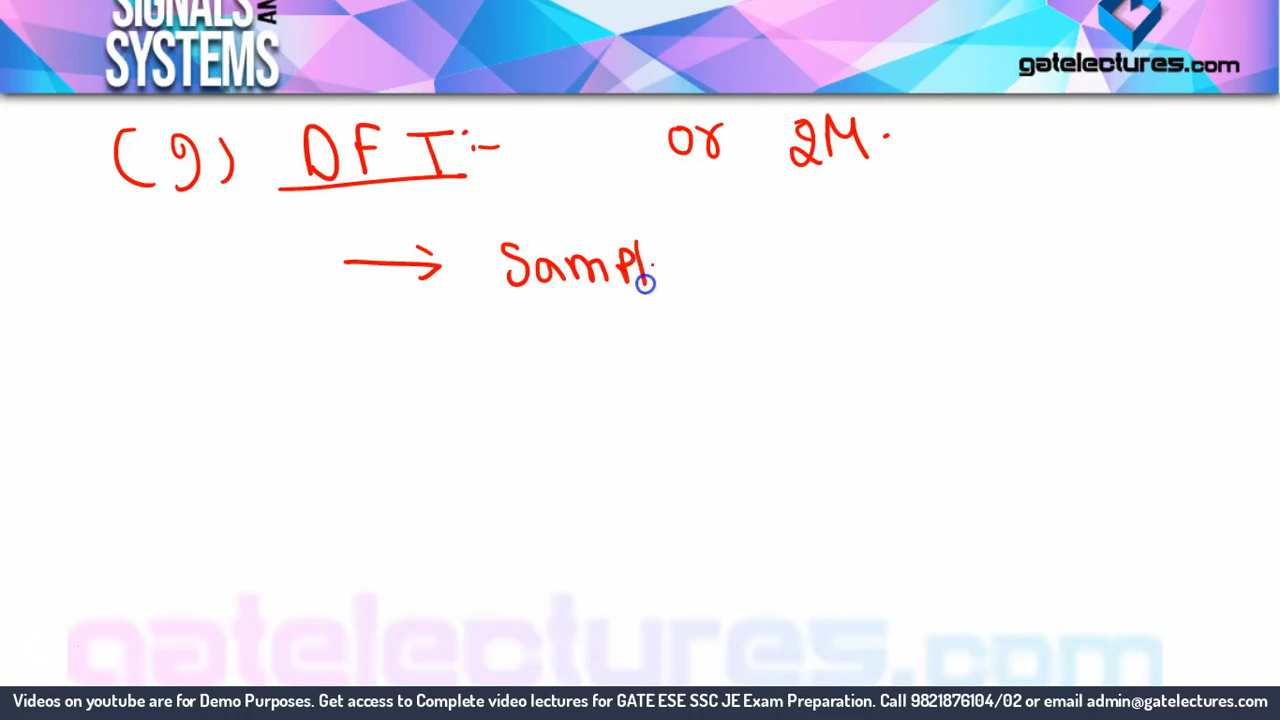 SIGNALS AND
SYSTEMS
gatelectures.com
(9) DFT:- or 2M.
→ Sampl
gatelectures.com
Videos on youtube are for Demo Purposes. Get access to Complete video lectures for GATE ESE SSC JE Exam Preparation. Call 9821876104/02 or email admin@gatelectures.com